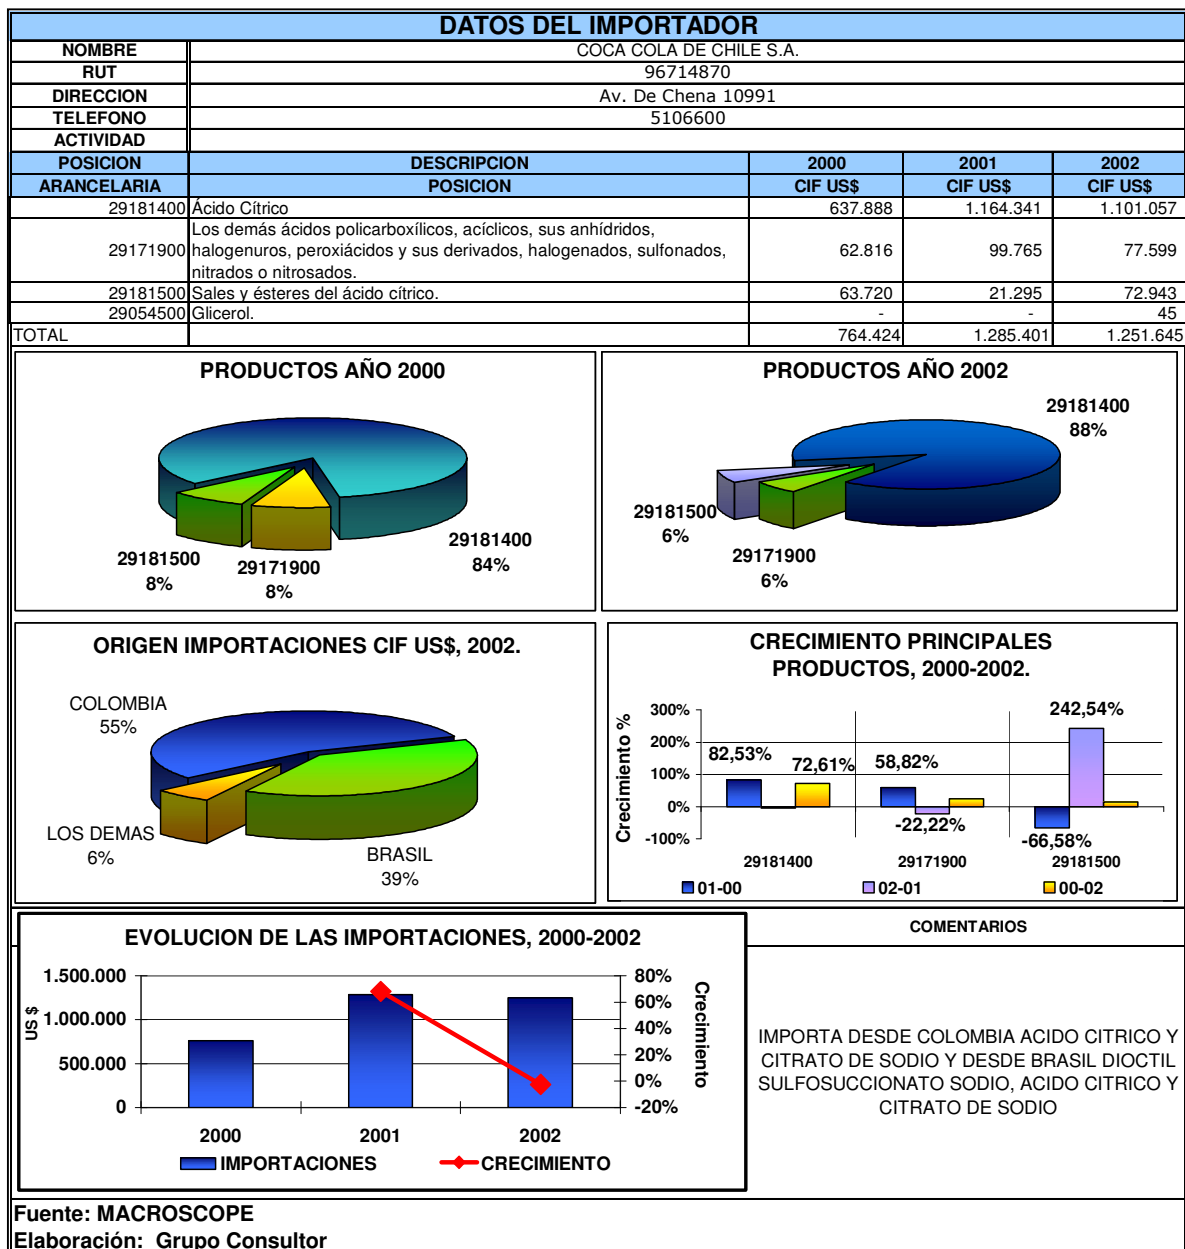 DATOS DEL IMPORTADOR
NOMBRE COCA COLA DE CHILE S.A.
RUT 96714870
DIRECCION Av. De Chena 10991
TELEFONO 5106600
ACTIVIDAD
POSICION DESCRIPCION 2000 2001 2002
ARANCELARIA POSICION CIF US$ CIF US$ CIF US$
29181400 Ácido Cítrico 637.888 1.164.341 1.101.057
Los demás ácidos policarboxílicos, acíclicos, sus anhídridos,
29171900 halogenuros, peroxiácidos y sus derivados, halogenados, sulfonados, 62.816 99.765 77.599
nitrados o nitrosados.
29181500 Sales y ésteres del ácido cítrico. 63.720 21.295 72.943
29054500 Glicerol. - - 45
TOTAL 764.424 1.285.401 1.251.645
PRODUCTOS AÑO 2000
29181500
8%
29171900
8%
29181400
84%
PRODUCTOS AÑO 2002
29181400
88%
29181500
6%
29171900
6%
ORIGEN IMPORTACIONES CIF US$, 2002.
COLOMBIA
55%
LOS DEMAS
6%
BRASIL
39%
CRECIMIENTO PRINCIPALES
PRODUCTOS, 2000-2002.
Crecimiento %
300%
200%
100%
0%
-100%
82,53%
72,61%
58,82%
-22,22%
242,54%
-66,58%
29181400 29171900 29181500
01-00 02-01 00-02
EVOLUCION DE LAS IMPORTACIONES, 2000-2002
US $
1.500.000
1.000.000
500.000
0
80%
60%
40%
20%
0%
-20%
Crecimiento
2000 2001 2002
IMPORTACIONES CRECIMIENTO
COMENTARIOS
IMPORTA DESDE COLOMBIA ACIDO CITRICO Y
CITRATO DE SODIO Y DESDE BRASIL DIOCTIL
SULFOSUCCIONATO SODIO, ACIDO CITRICO Y
CITRATO DE SODIO
Fuente: MACROSCOPE
Elaboración: Grupo Consultor